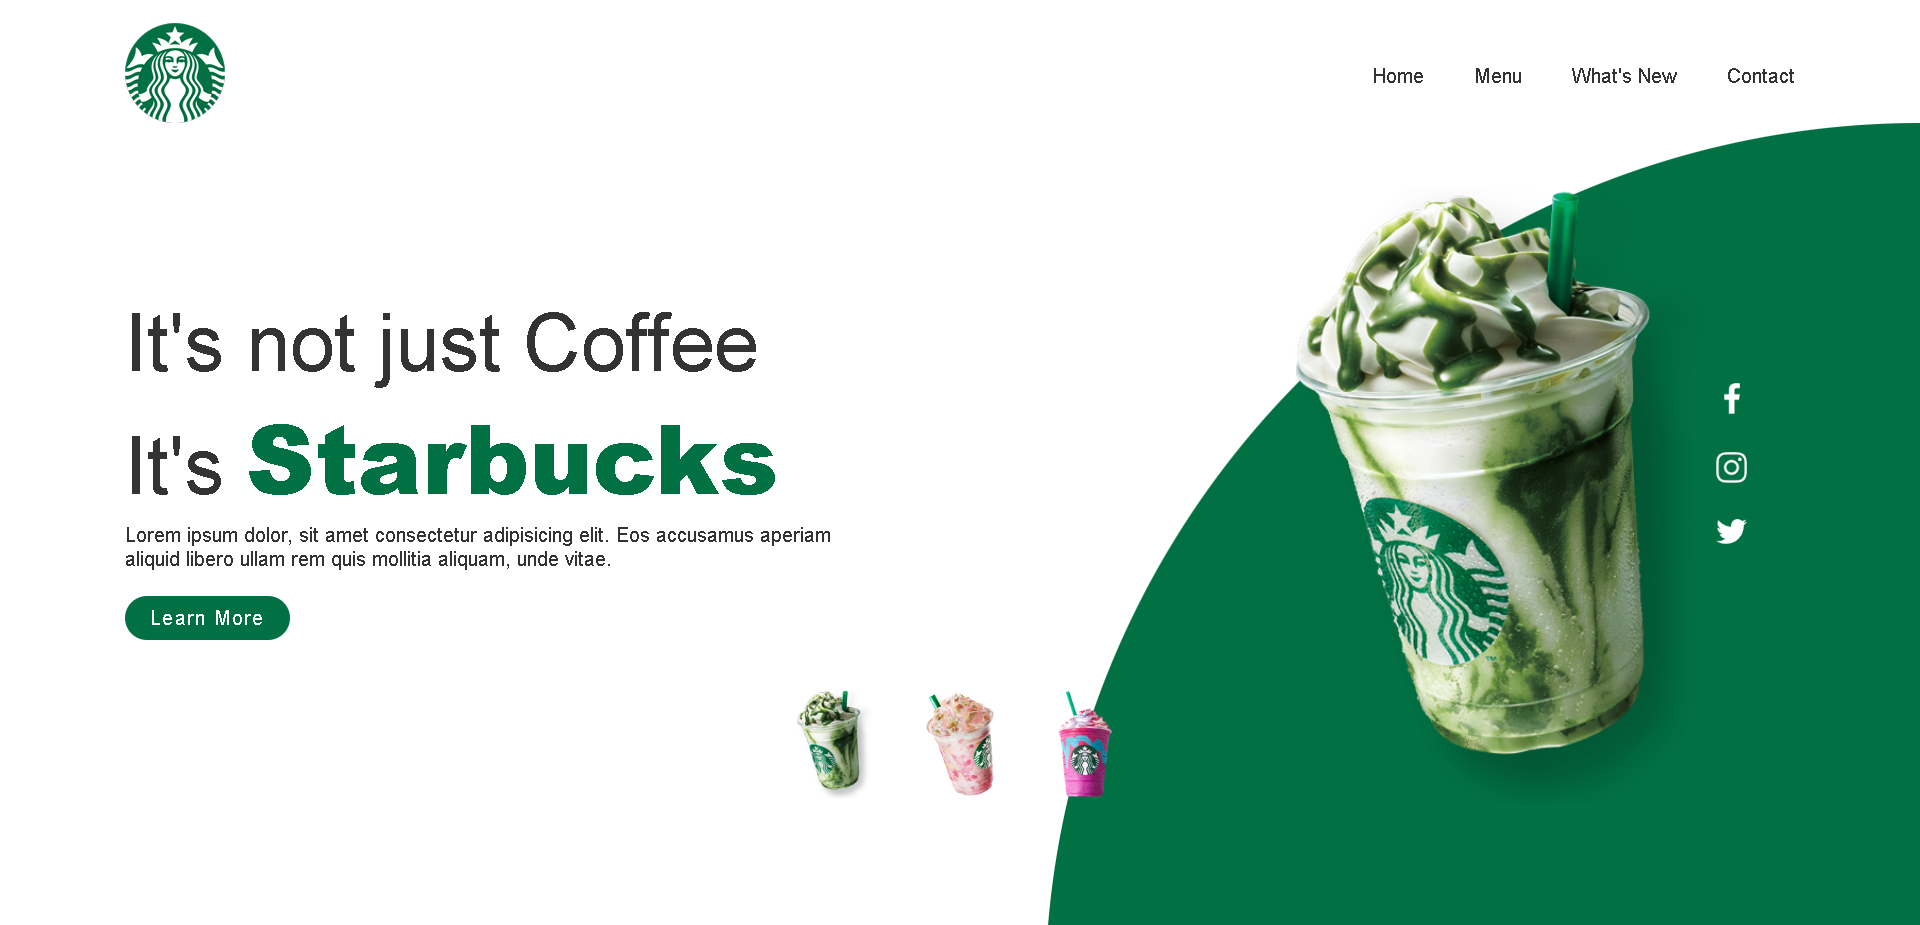 Home Menu What's New Contact
It's not just Coffee
It's Starbucks
Lorem ipsum dolor, sit amet consectetur adipisicing elit. Eos accusamus aperiam
aliquid libero ullam rem quis mollitia aliquam, unde vitae.
Learn More
TM